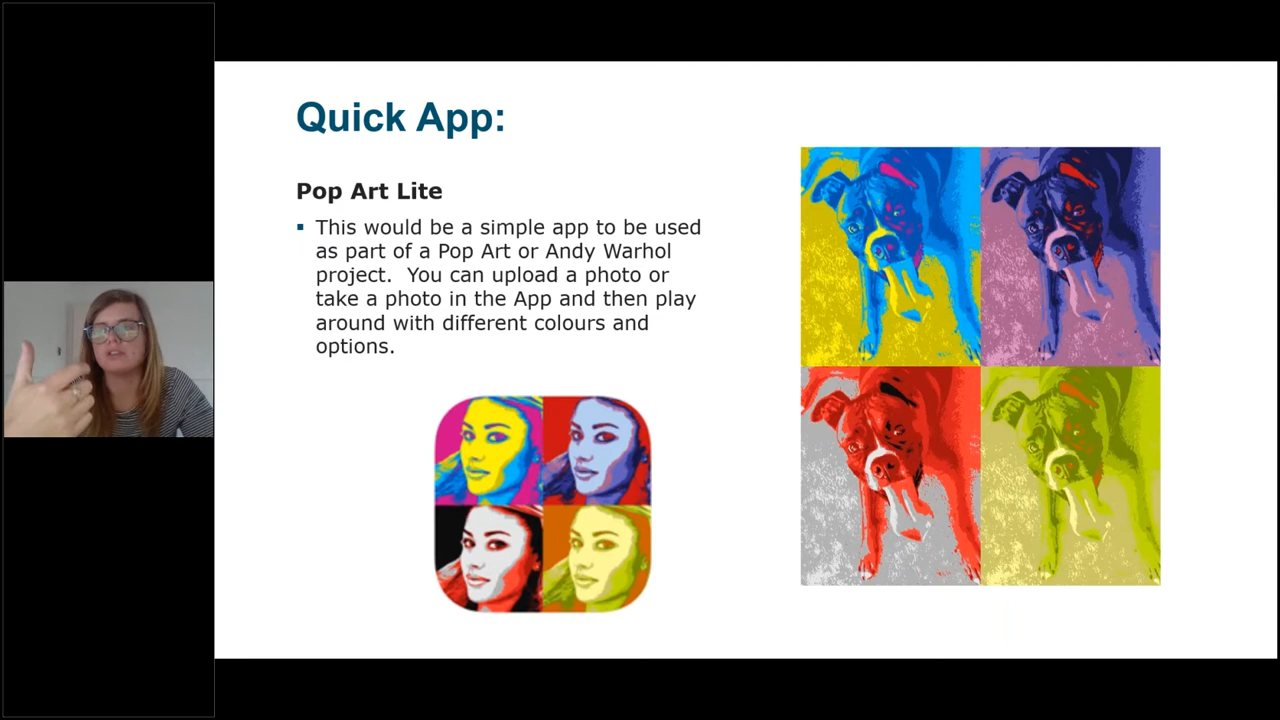 Quick App:
Pop Art Lite
▪ This would be a simple app to be used
as part of a Pop Art or Andy Warhol
project.  You can upload a photo or
take a photo in the App and then play
around with different colours and
options.